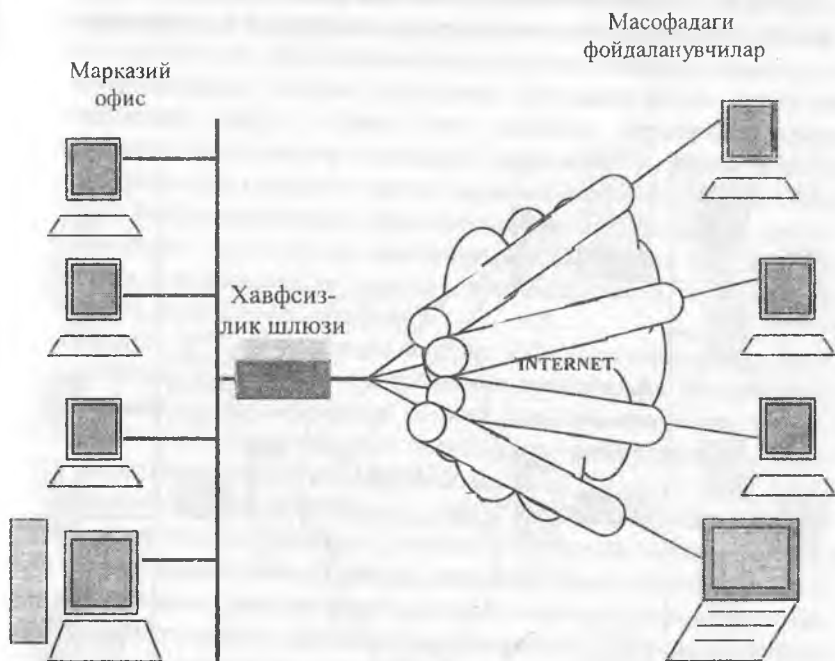 Масофадаги
фойдаланувчилар
Марказий
офис
Хавфсиз-
лик шлюзи
INTERNET